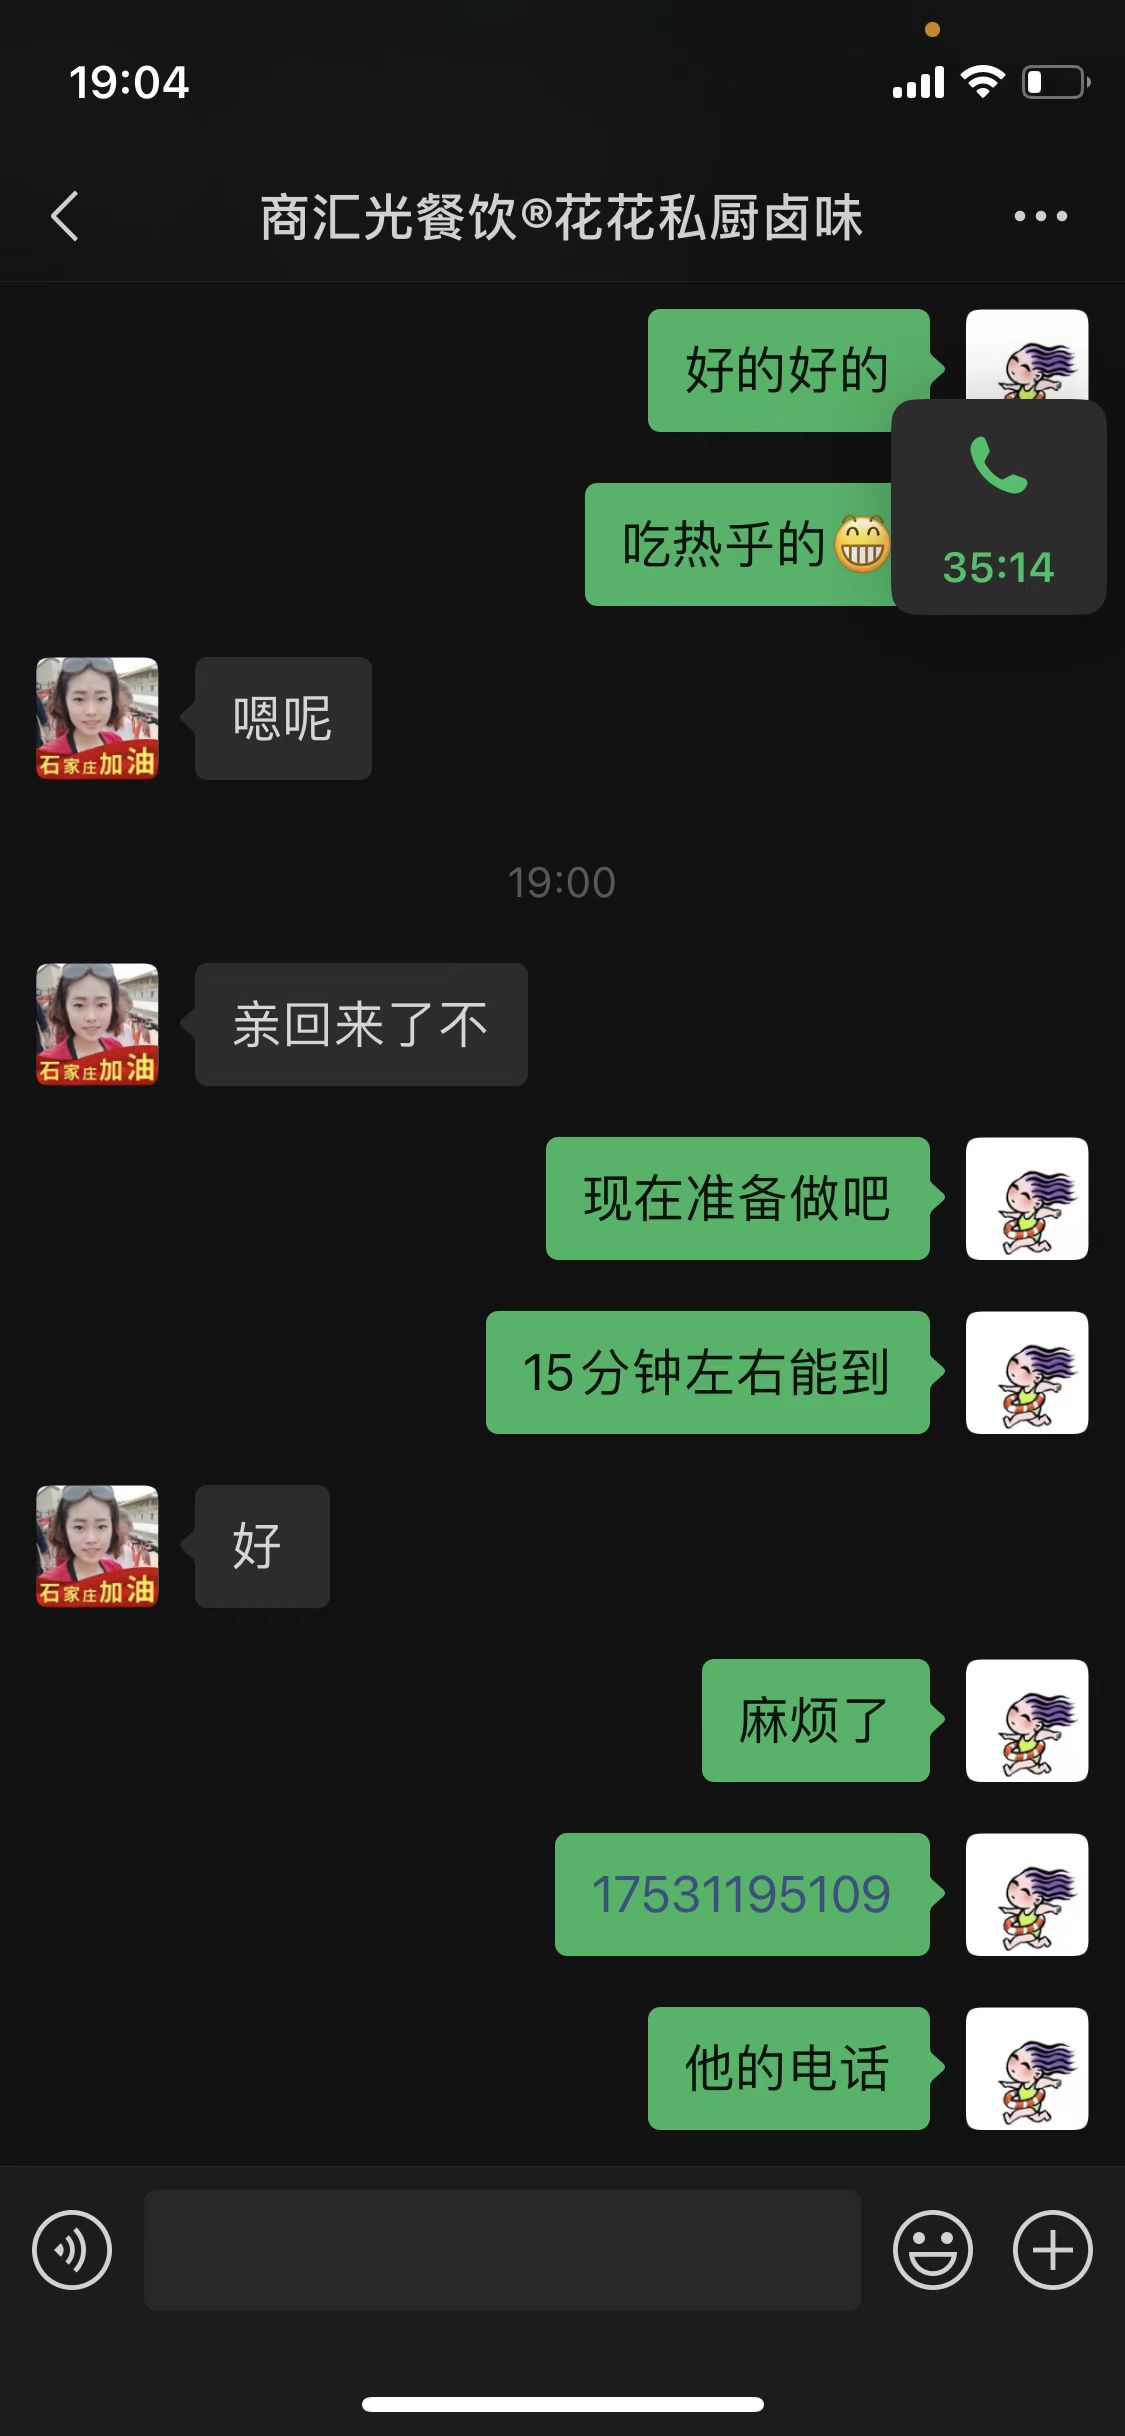 19:04
商汇光餐饮®花花私厨卤味
好的好的
35:14
吃热乎的😁
嗯呢
石家庄加油
19:00
亲回来了不
石家庄加油
现在准备做吧
15分钟左右能到
好
石家庄加油
麻烦了
17531195109
他的电话